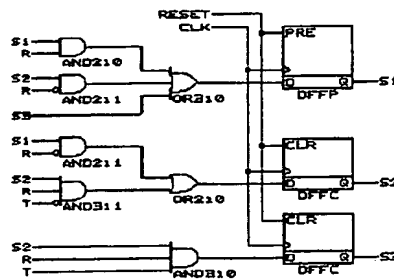 RESET
CLK
S1
R
AND210
S2
R
AND211
S3
OR310
PRE
D Q
DFFP
S1
S1
R
AND211
S2
R
T
AND311
OR210
CLR
D Q
DFFC
S2
S2
R
T
AND310
CLR
D Q
DFFC